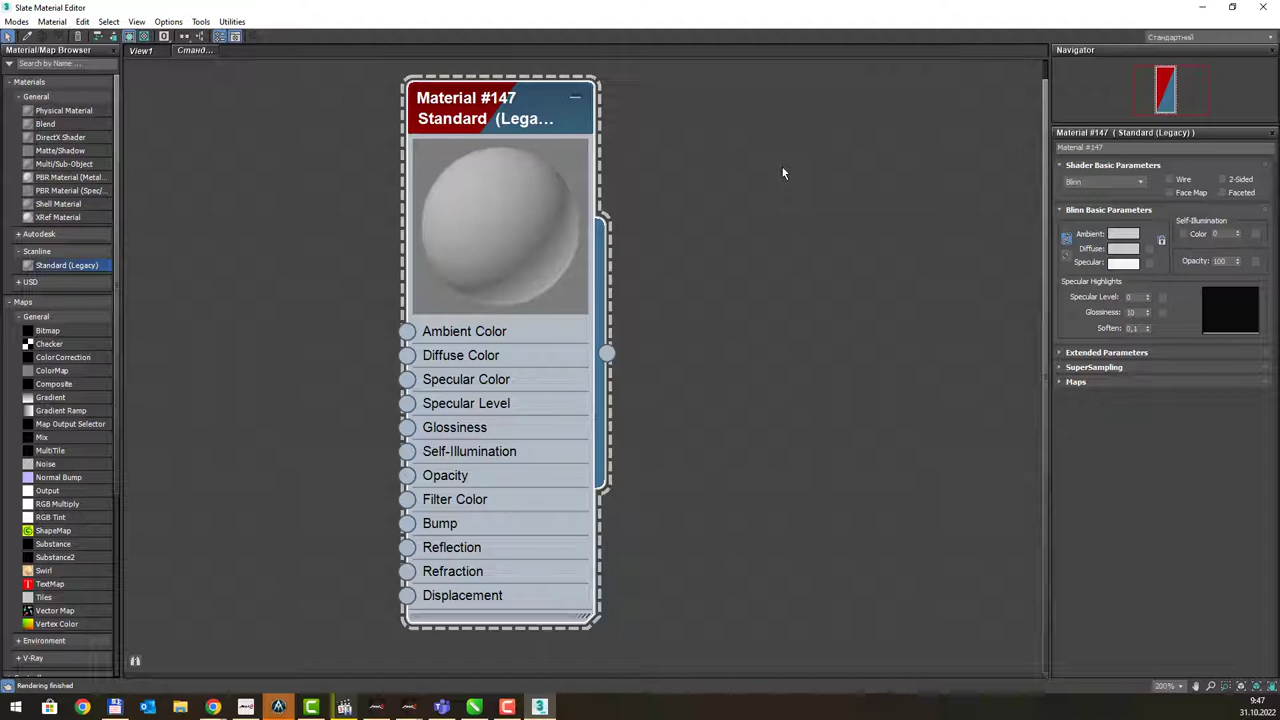 Slate Material Editor
Modes Material Edit Select View Options Tools Utilities
Стандартний
Material/Map Browser
View1
Станд...
Navigator
Search by Name ...
Materials
General
Physical Material
Blend
DirectX Shader
Matte/Shadow
Multi/Sub-Object
PBR Material (Metal...
PBR Material (Spec/...
Shell Material
XRef Material
Autodesk
Scanline
Standard (Legacy)
USD
Maps
General
Bitmap
Checker
ColorCorrection
ColorMap
Composite
Gradient
Gradient Ramp
Map Output Selector
Mix
MultiTile
Noise
Normal Bump
Output
RGB Multiply
RGB Tint
ShapeMap
Substance
Substance2
Swirl
TextMap
Tiles
Vector Map
Vertex Color
Environment
V-Ray
Material #147
Standard (Lega...
Ambient Color
Diffuse Color
Specular Color
Specular Level
Glossiness
Self-Illumination
Opacity
Filter Color
Bump
Reflection
Refraction
Displacement
Material #147 ( Standard (Legacy) )
Material #147
Shader Basic Parameters
Blinn
Wire
2-Sided
Face Map
Faceted
Blinn Basic Parameters
Self-Illumination
Ambient:
Color 0
Diffuse:
Specular:
Opacity: 100
Specular Highlights
Specular Level: 0
Glossiness: 10
Soften: 0,1
Extended Parameters
SuperSampling
Maps
Rendering finished
200%
9:47
31.10.2022